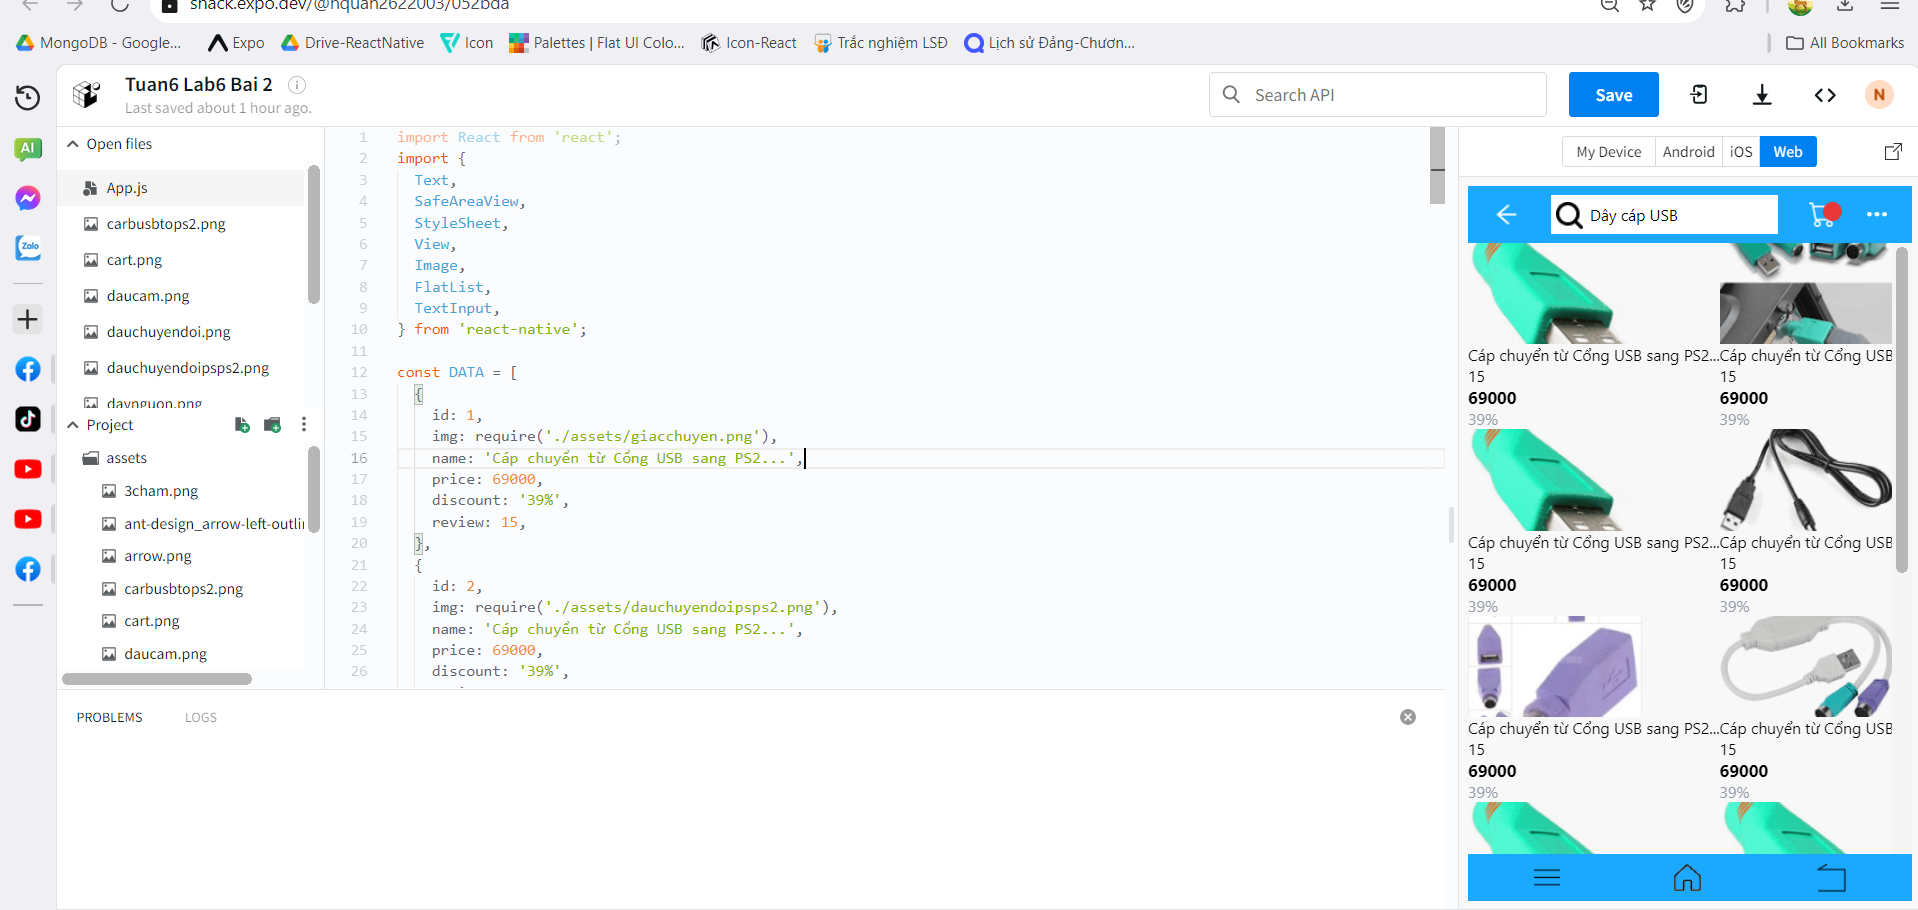 snack.expo.dev/@nquan2622003/052bda
MongoDB - Google...
Expo
Drive-ReactNative
Icon
Palettes | Flat UI Colo...
Icon-React
Trắc nghiệm LSĐ
Lịch sử Đảng-Chươn...
All Bookmarks
Tuan6 Lab6 Bai 2
Last saved about 1 hour ago.
Search API
Save
N
AI
Zalo
Open files
App.js
carbusbtops2.png
cart.png
daucam.png
dauchuyendoi.png
dauchuyendoipsps2.png
daynguon.png
Project
assets
3cham.png
ant-design_arrow-left-outli
arrow.png
carbusbtops2.png
cart.png
daucam.png
1 import React from 'react';
2 import {
3 Text,
4 SafeAreaView,
5 StyleSheet,
6 View,
7 Image,
8 FlatList,
9 TextInput,
10 } from 'react-native';
11
12 const DATA = [
13 {
14 id: 1,
15 img: require('./assets/giacchuyen.png'),
16 name: 'Cáp chuyển từ Cổng USB sang PS2...',
17 price: 69000,
18 discount: '39%',
19 review: 15,
20 },
21 {
22 id: 2,
23 img: require('./assets/dauchuyendoipsps2.png'),
24 name: 'Cáp chuyển từ Cổng USB sang PS2...',
25 price: 69000,
26 discount: '39%',
PROBLEMS
LOGS
My Device
Android
iOS
Web
Dây cáp USB
Cáp chuyển từ Cổng USB sang PS2...Cáp chuyển từ Cổng USB
15 15
69000 69000
39% 39%
Cáp chuyển từ Cổng USB sang PS2...Cáp chuyển từ Cổng USB
15 15
69000 69000
39% 39%
Cáp chuyển từ Cổng USB sang PS2...Cáp chuyển từ Cổng USB
15 15
69000 69000
39% 39%